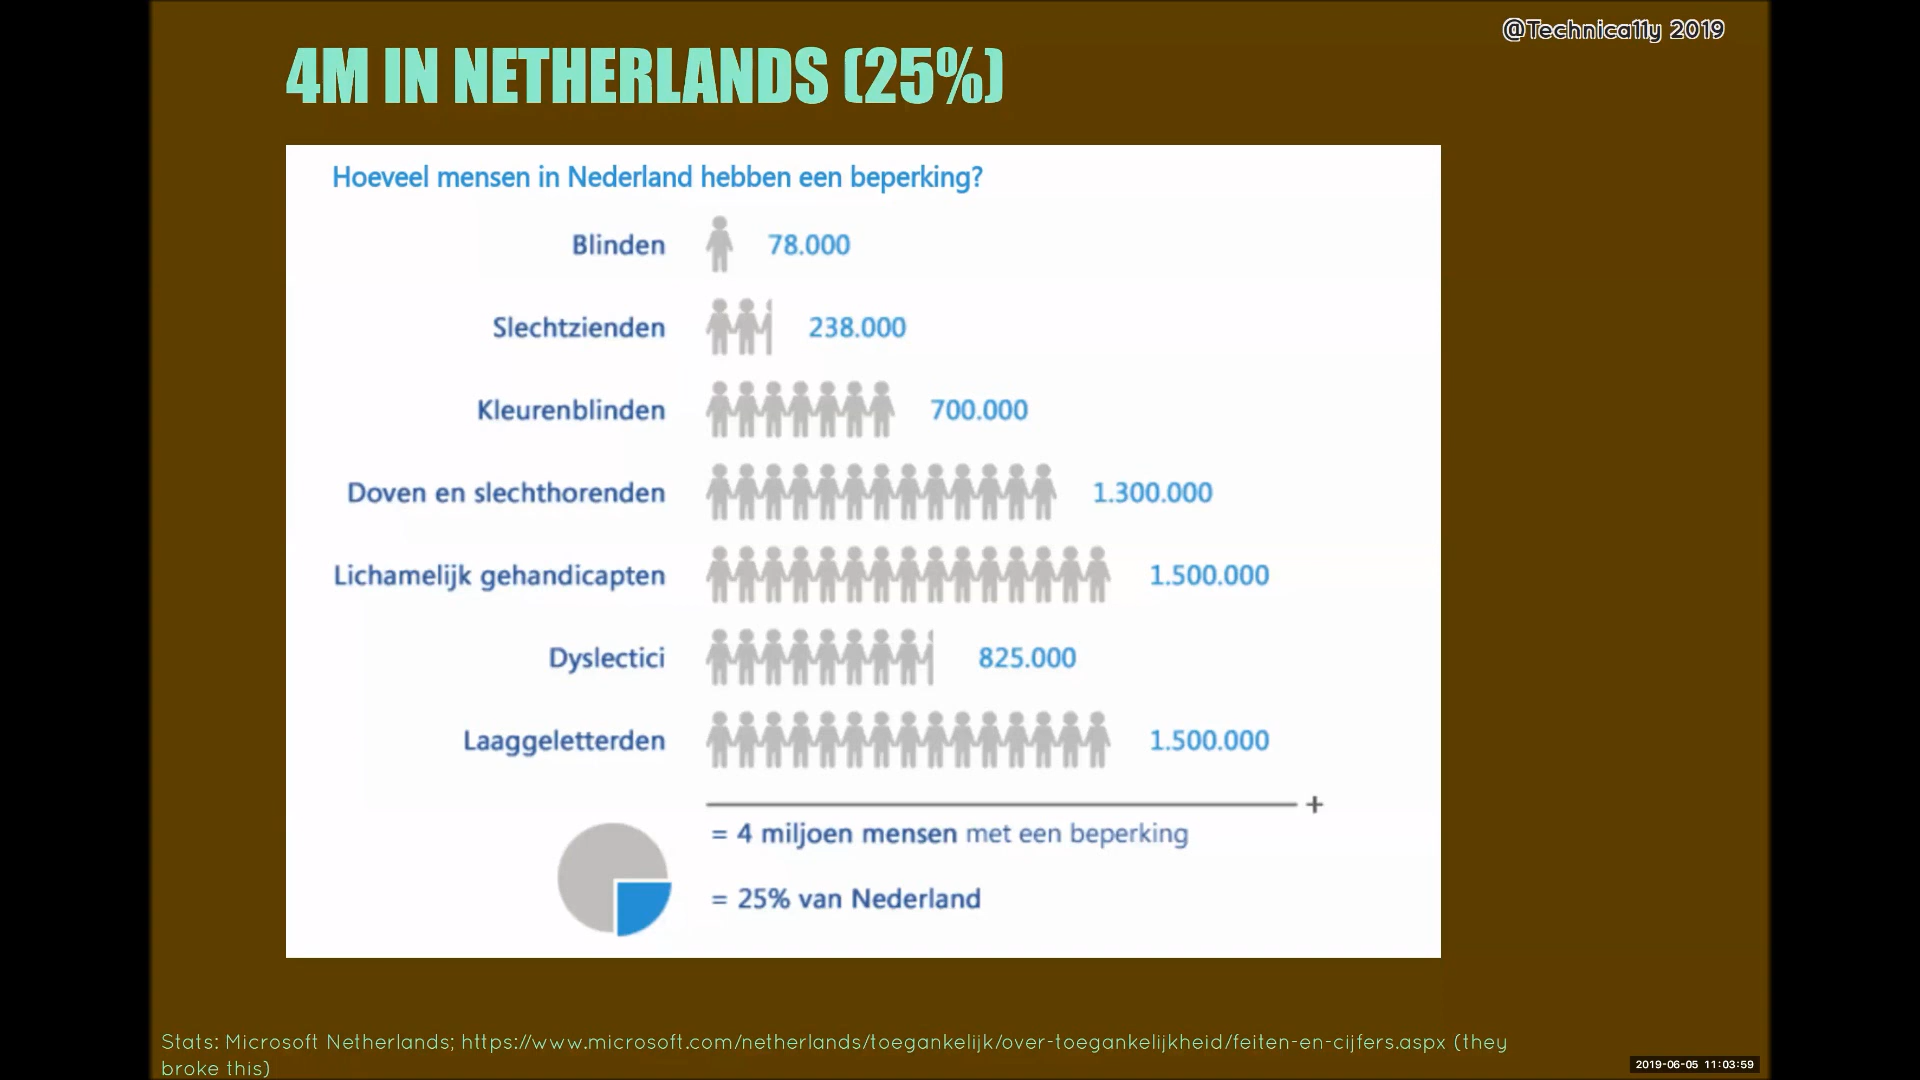 @Technica11y 2019
4M IN NETHERLANDS (25%)
Hoeveel mensen in Nederland hebben een beperking?
Blinden 78.000
Slechtzienden 238.000
Kleurenblinden 700.000
Doven en slechthorenden 1.300.000
Lichamelijk gehandicapten 1.500.000
Dyslectici 825.000
Laaggeletterden 1.500.000
+
= 4 miljoen mensen met een beperking
= 25% van Nederland
Stats: Microsoft Netherlands; https://www.microsoft.com/netherlands/toegankelijk/over-toegankelijkheid/feiten-en-cijfers.aspx (they
broke this)
2019-06-05 11:03:59